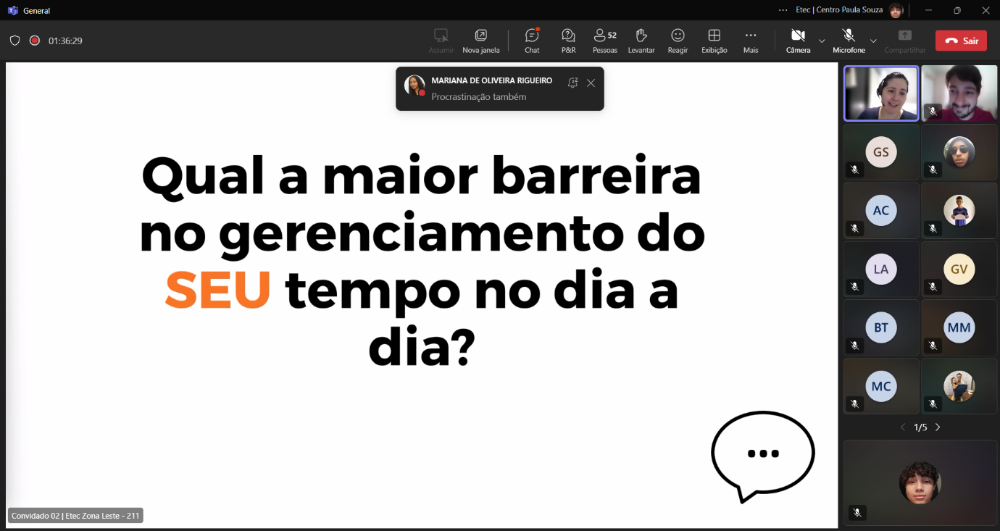 General
Etec | Centro Paula Souza
01:36:29
Assumir
Nova janela
Chat
P&R
52
Pessoas
Levantar
Reagir
Exibição
Mais
Câmera
Microfone
Compartilhar
Sair
MARIANA DE OLIVEIRA RIGUEIRO
Procrastinação também
Qual a maior barreira
no gerenciamento do
SEU tempo no dia a
dia?
Convidado 02 | Etec Zona Leste - 211
GS
AC
LA
GV
BT
MM
MC
1/5